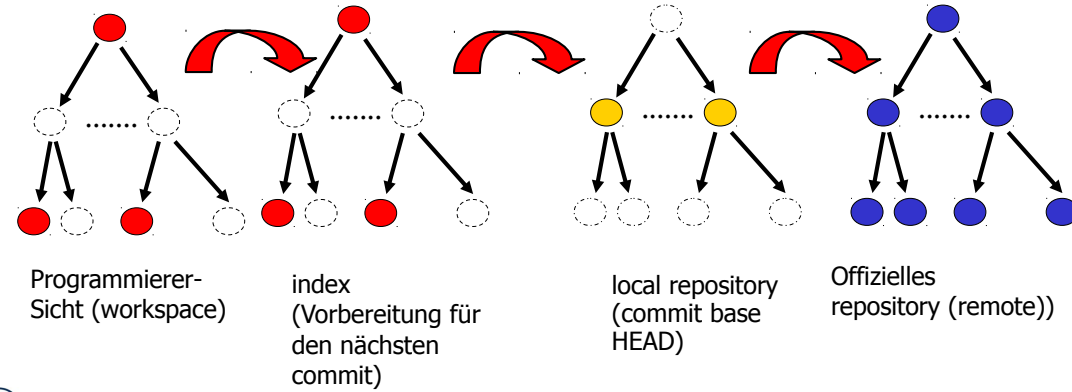 Programmierer-
Sicht (workspace)
index
(Vorbereitung für
den nächsten
commit)
local repository
(commit base
HEAD)
Offizielles
repository (remote))